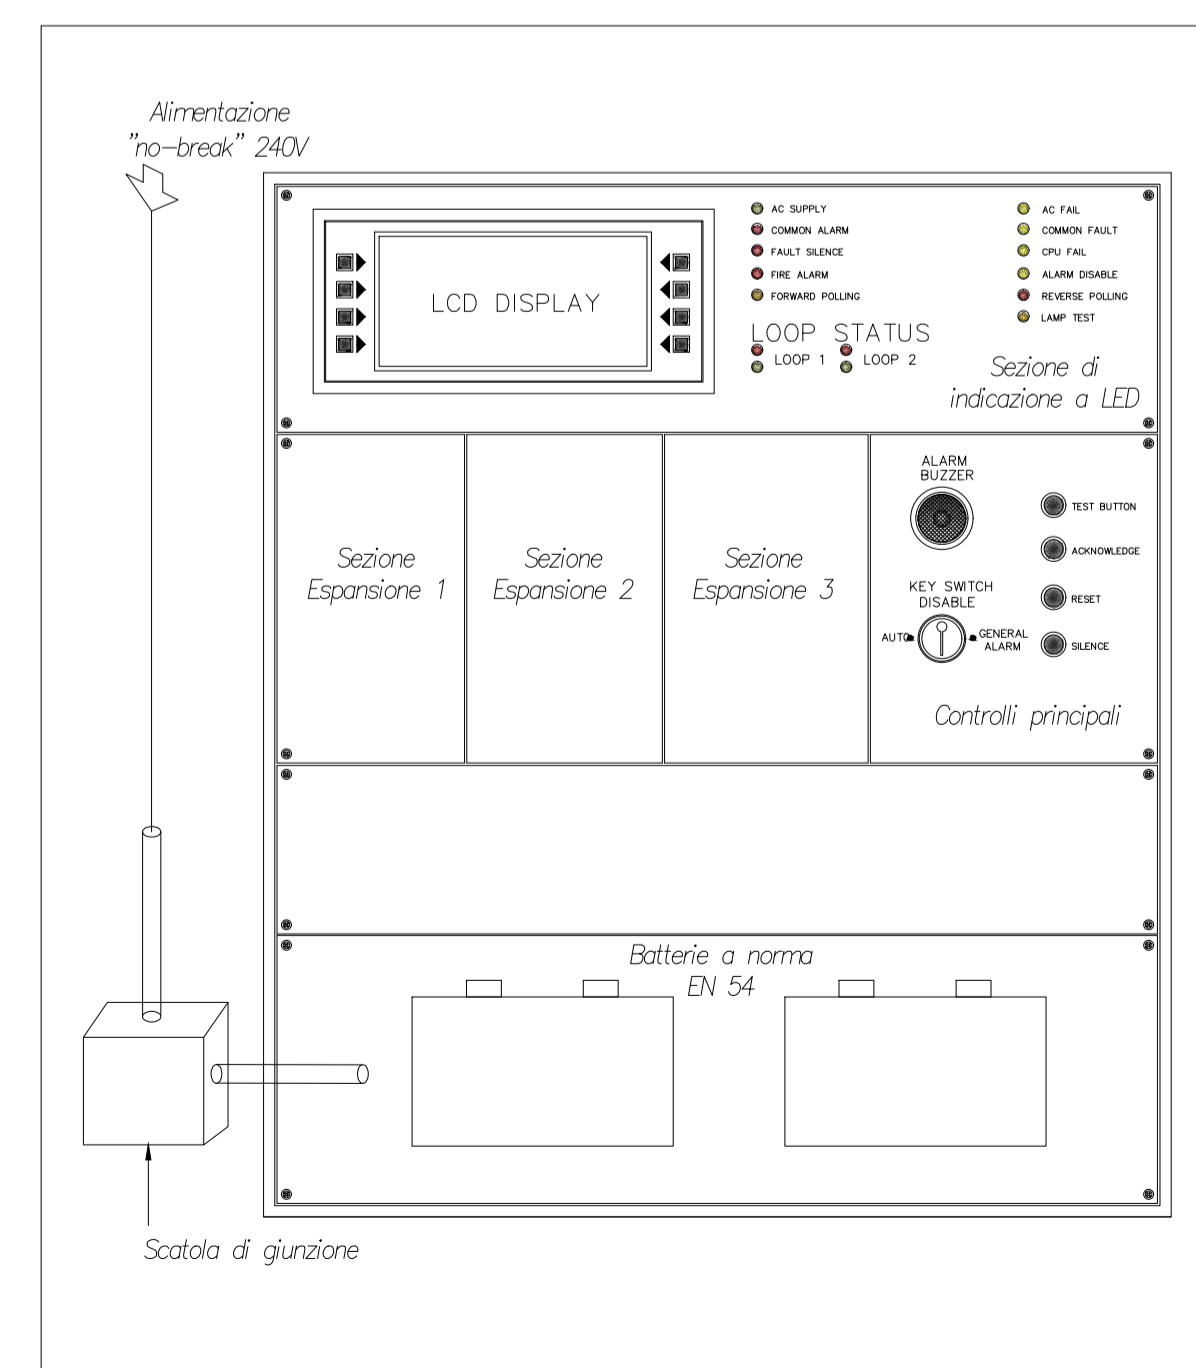 Alimentazione
"no-break" 240V
LCD DISPLAY
AC SUPPLY
COMMON ALARM
FAULT SILENCE
FIRE ALARM
FORWARD POLLING
AC FAIL
COMMON FAULT
CPU FAIL
ALARM DISABLE
REVERSE POLLING
LAMP TEST
LOOP STATUS
LOOP 1
LOOP 2
Sezione di
indicazione a LED
Sezione
Espansione 1
Sezione
Espansione 2
Sezione
Espansione 3
ALARM
BUZZER
TEST BUTTON
ACKNOWLEDGE
RESET
SILENCE
KEY SWITCH
DISABLE
AUTO
GENERAL
ALARM
Controlli principali
Batterie a norma
EN 54
Scatola di giunzione